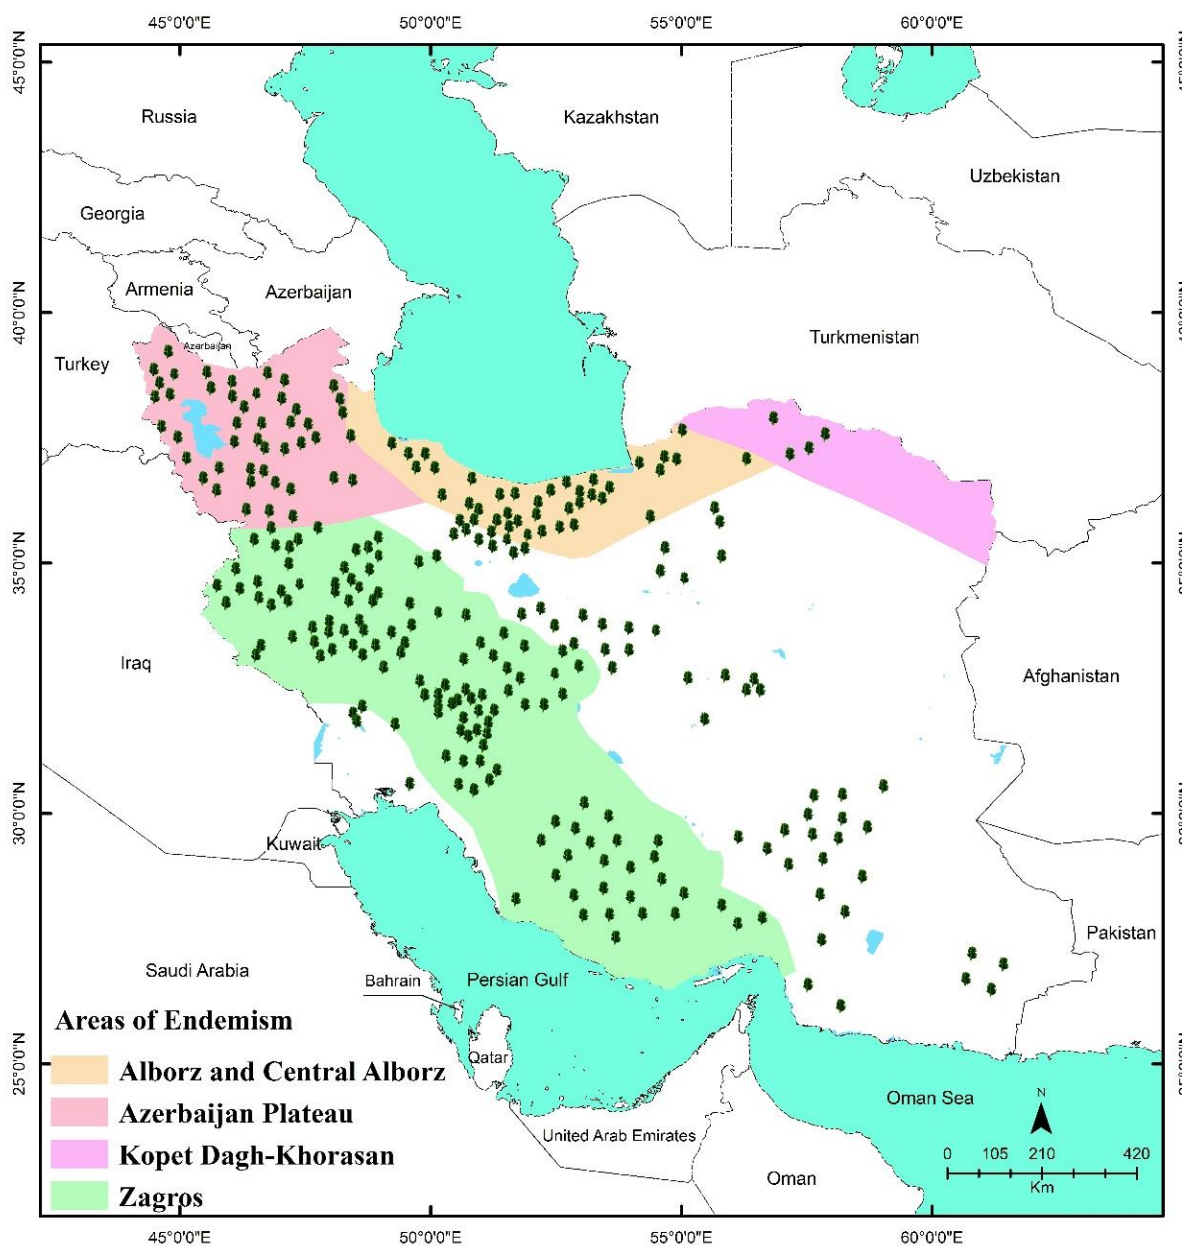 45°0'0"E 50°0'0"E 55°0'0"E 60°0'0"E
45°0'0"N
Russia
Kazakhstan
Uzbekistan
Georgia
Armenia
Azerbaijan
40°0'0"N
Turkmenistan
Azerbaijan
Turkey
35°0'0"N
Iraq
Afghanistan
30°0'0"N
Kuwait
Pakistan
Saudi Arabia
Bahrain
Persian Gulf
Areas of Endemism
Qatar
25°0'0"N
Alborz and Central Alborz
Azerbaijan Plateau
Kopet Dagh-Khorasan
Zagros
Oman Sea
United Arab Emirates
Oman
N
0 105 210 420
Km
45°0'0"E 50°0'0"E 55°0'0"E 60°0'0"E